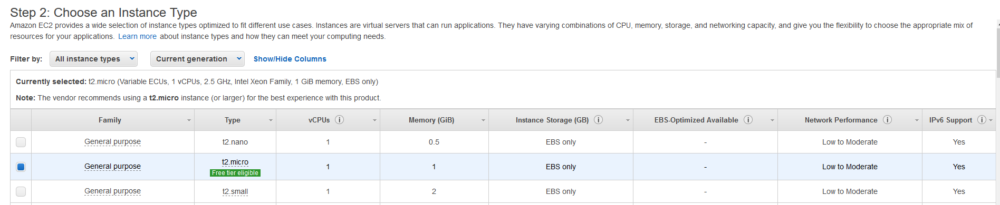 Step 2: Choose an Instance Type
Amazon EC2 provides a wide selection of instance types optimized to fit different use cases. Instances are virtual servers that can run applications. They have varying combinations of CPU, memory, storage, and networking capacity, and give you the flexibility to choose the appropriate mix of
resources for your applications. Learn more about instance types and how they can meet your computing needs.
Filter by: All instance types Current generation Show/Hide Columns
Currently selected: t2.micro (Variable ECUs, 1 vCPUs, 2.5 GHz, Intel Xeon Family, 1 GiB memory, EBS only)
Note: The vendor recommends using a t2.micro instance (or larger) for the best experience with this product.
Family Type vCPUs i Memory (GiB) Instance Storage (GB) i EBS-Optimized Available i Network Performance i IPv6 Support i
General purpose t2.nano 1 0.5 EBS only - Low to Moderate Yes
General purpose t2.micro 1 1 EBS only - Low to Moderate Yes
Free tier eligible
General purpose t2.small 1 2 EBS only - Low to Moderate Yes